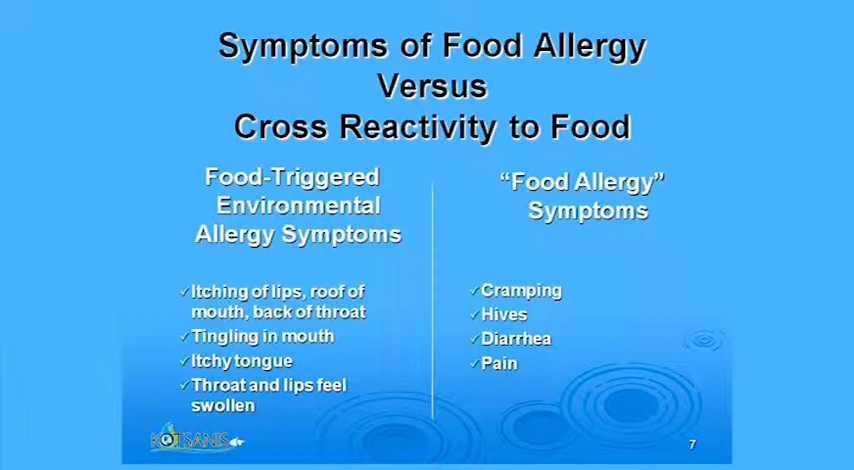 Symptoms of Food Allergy
Versus
Cross Reactivity to Food
Food-Triggered
Environmental
Allergy Symptoms
✓Itching of lips, roof of
mouth, back of throat
✓Tingling in mouth
✓Itchy tongue
✓Throat and lips feel
swollen
“Food Allergy”
Symptoms
✓Cramping
✓Hives
✓Diarrhea
✓Pain
KOTSANIS
7